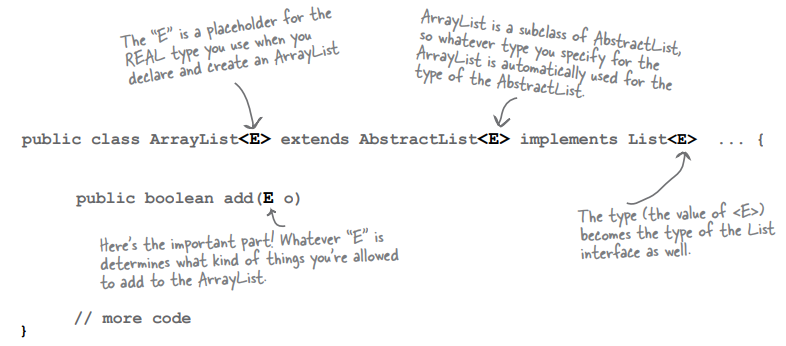 The "E" is a placeholder for the
REAL type you use when you
declare and create an ArrayList
ArrayList is a subclass of AbstractList,
so whatever type you specify for the
ArrayList is automatically used for the
type of the AbstractList.
public class ArrayList<E> extends AbstractList<E> implements List<E> ... {
public boolean add(E o)
Here's the important part! Whatever "E" is
determines what kind of things you're allowed
to add to the ArrayList.
The type (the value of <E>)
becomes the type of the List
interface as well.
// more code
}